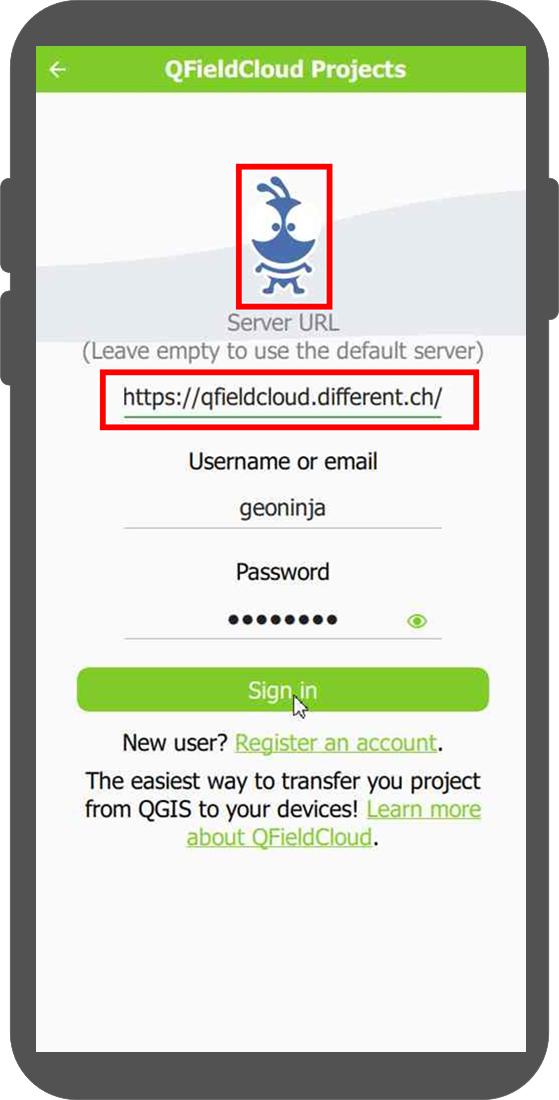 QFieldCloud Projects
Server URL
(Leave empty to use the default server)
https://qfieldcloud.different.ch/
Username or email
geoninja
Password
••••••••
Sign in
New user? Register an account.
The easiest way to transfer you project
from QGIS to your devices! Learn more
about QFieldCloud.